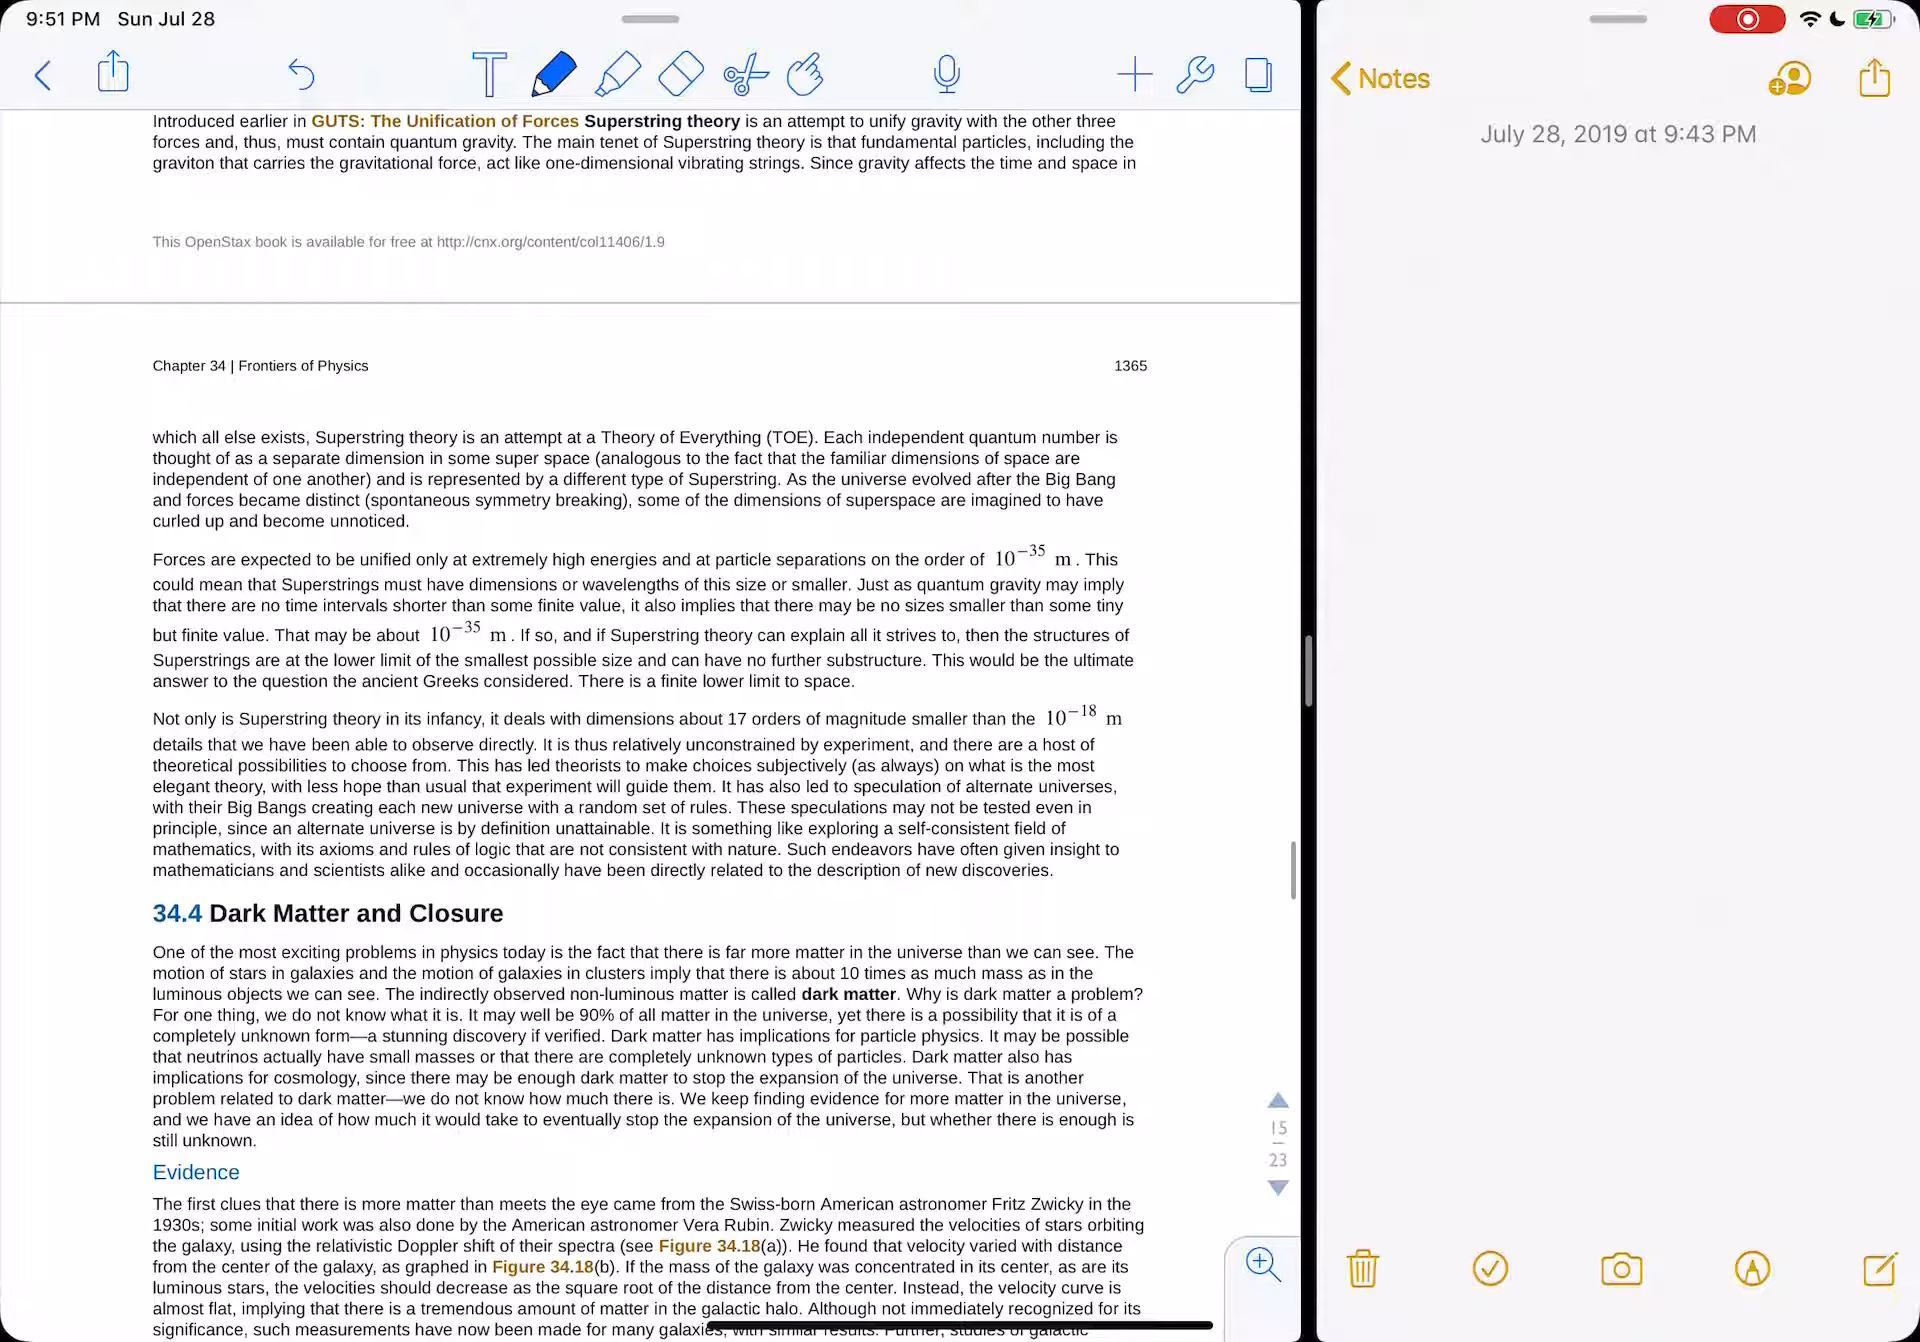 9:51 PM Sun Jul 28
Notes
July 28, 2019 at 9:43 PM
Introduced earlier in GUTS: The Unification of Forces Superstring theory is an attempt to unify gravity with the other three
forces and, thus, must contain quantum gravity. The main tenet of Superstring theory is that fundamental particles, including the
graviton that carries the gravitational force, act like one-dimensional vibrating strings. Since gravity affects the time and space in
This OpenStax book is available for free at http://cnx.org/content/col11406/1.9
Chapter 34 | Frontiers of Physics 1365
which all else exists, Superstring theory is an attempt at a Theory of Everything (TOE). Each independent quantum number is
thought of as a separate dimension in some super space (analogous to the fact that the familiar dimensions of space are
independent of one another) and is represented by a different type of Superstring. As the universe evolved after the Big Bang
and forces became distinct (spontaneous symmetry breaking), some of the dimensions of superspace are imagined to have
curled up and become unnoticed.
Forces are expected to be unified only at extremely high energies and at particle separations on the order of 10⁻³⁵ m . This
could mean that Superstrings must have dimensions or wavelengths of this size or smaller. Just as quantum gravity may imply
that there are no time intervals shorter than some finite value, it also implies that there may be no sizes smaller than some tiny
but finite value. That may be about 10⁻³⁵ m . If so, and if Superstring theory can explain all it strives to, then the structures of
Superstrings are at the lower limit of the smallest possible size and can have no further substructure. This would be the ultimate
answer to the question the ancient Greeks considered. There is a finite lower limit to space.
Not only is Superstring theory in its infancy, it deals with dimensions about 17 orders of magnitude smaller than the 10⁻¹⁸ m
details that we have been able to observe directly. It is thus relatively unconstrained by experiment, and there are a host of
theoretical possibilities to choose from. This has led theorists to make choices subjectively (as always) on what is the most
elegant theory, with less hope than usual that experiment will guide them. It has also led to speculation of alternate universes,
with their Big Bangs creating each new universe with a random set of rules. These speculations may not be tested even in
principle, since an alternate universe is by definition unattainable. It is something like exploring a self-consistent field of
mathematics, with its axioms and rules of logic that are not consistent with nature. Such endeavors have often given insight to
mathematicians and scientists alike and occasionally have been directly related to the description of new discoveries.
34.4 Dark Matter and Closure
One of the most exciting problems in physics today is the fact that there is far more matter in the universe than we can see. The
motion of stars in galaxies and the motion of galaxies in clusters imply that there is about 10 times as much mass as in the
luminous objects we can see. The indirectly observed non-luminous matter is called dark matter. Why is dark matter a problem?
For one thing, we do not know what it is. It may well be 90% of all matter in the universe, yet there is a possibility that it is of a
completely unknown form—a stunning discovery if verified. Dark matter has implications for particle physics. It may be possible
that neutrinos actually have small masses or that there are completely unknown types of particles. Dark matter also has
implications for cosmology, since there may be enough dark matter to stop the expansion of the universe. That is another
problem related to dark matter—we do not know how much there is. We keep finding evidence for more matter in the universe,
and we have an idea of how much it would take to eventually stop the expansion of the universe, but whether there is enough is
still unknown.
15
23
Evidence
The first clues that there is more matter than meets the eye came from the Swiss-born American astronomer Fritz Zwicky in the
1930s; some initial work was also done by the American astronomer Vera Rubin. Zwicky measured the velocities of stars orbiting
the galaxy, using the relativistic Doppler shift of their spectra (see Figure 34.18(a)). He found that velocity varied with distance
from the center of the galaxy, as graphed in Figure 34.18(b). If the mass of the galaxy was concentrated in its center, as are its
luminous stars, the velocities should decrease as the square root of the distance from the center. Instead, the velocity curve is
almost flat, implying that there is a tremendous amount of matter in the galactic halo. Although not immediately recognized for its
significance, such measurements have now been made for many galaxies, with similar results. Further, studies of galactic